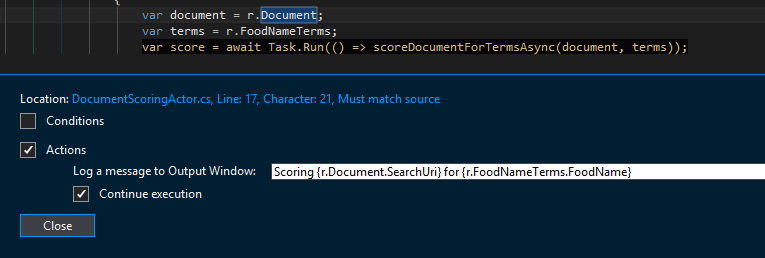 {
var document = r.Document;
var terms = r.FoodNameTerms;
var score = await Task.Run(() => scoreDocumentForTermsAsync(document, terms));
Location: DocumentScoringActor.cs, Line: 17, Character: 21, Must match source
Conditions
Actions
Log a message to Output Window: Scoring {r.Document.SearchUri} for {r.FoodNameTerms.FoodName}
Continue execution
Close